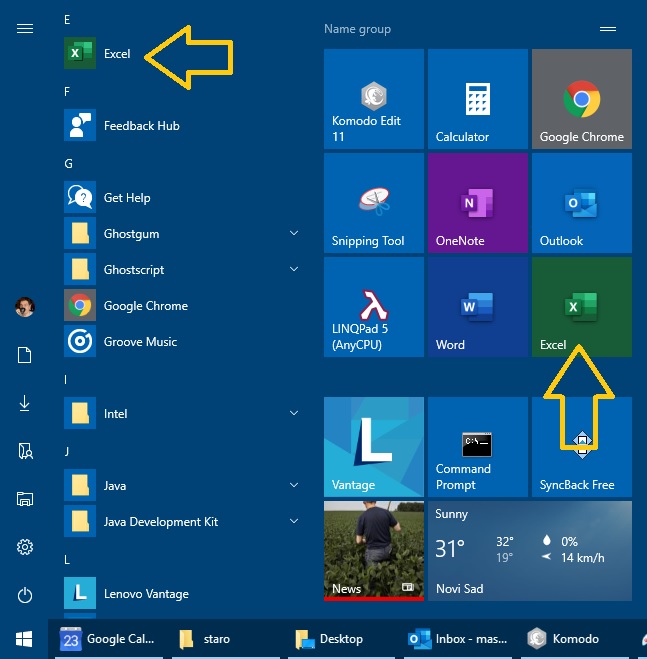 E
Excel
F
Feedback Hub
G
Get Help
Ghostgum
Ghostscript
Google Chrome
Groove Music
I
Intel
J
Java
Java Development Kit
L
Lenovo Vantage
Name group
Komodo Edit
11
Calculator
Google Chrome
Snipping Tool
N
OneNote
O
Outlook
LINQPad 5
(AnyCPU)
W
Word
X
Excel
L
Vantage
C:\_
Command
Prompt
SyncBack Free
News
Sunny
31°
32°
19°
0%
14 km/h
Novi Sad
23
Google Cal...
staro
Desktop
Inbox - mas...
Komodo